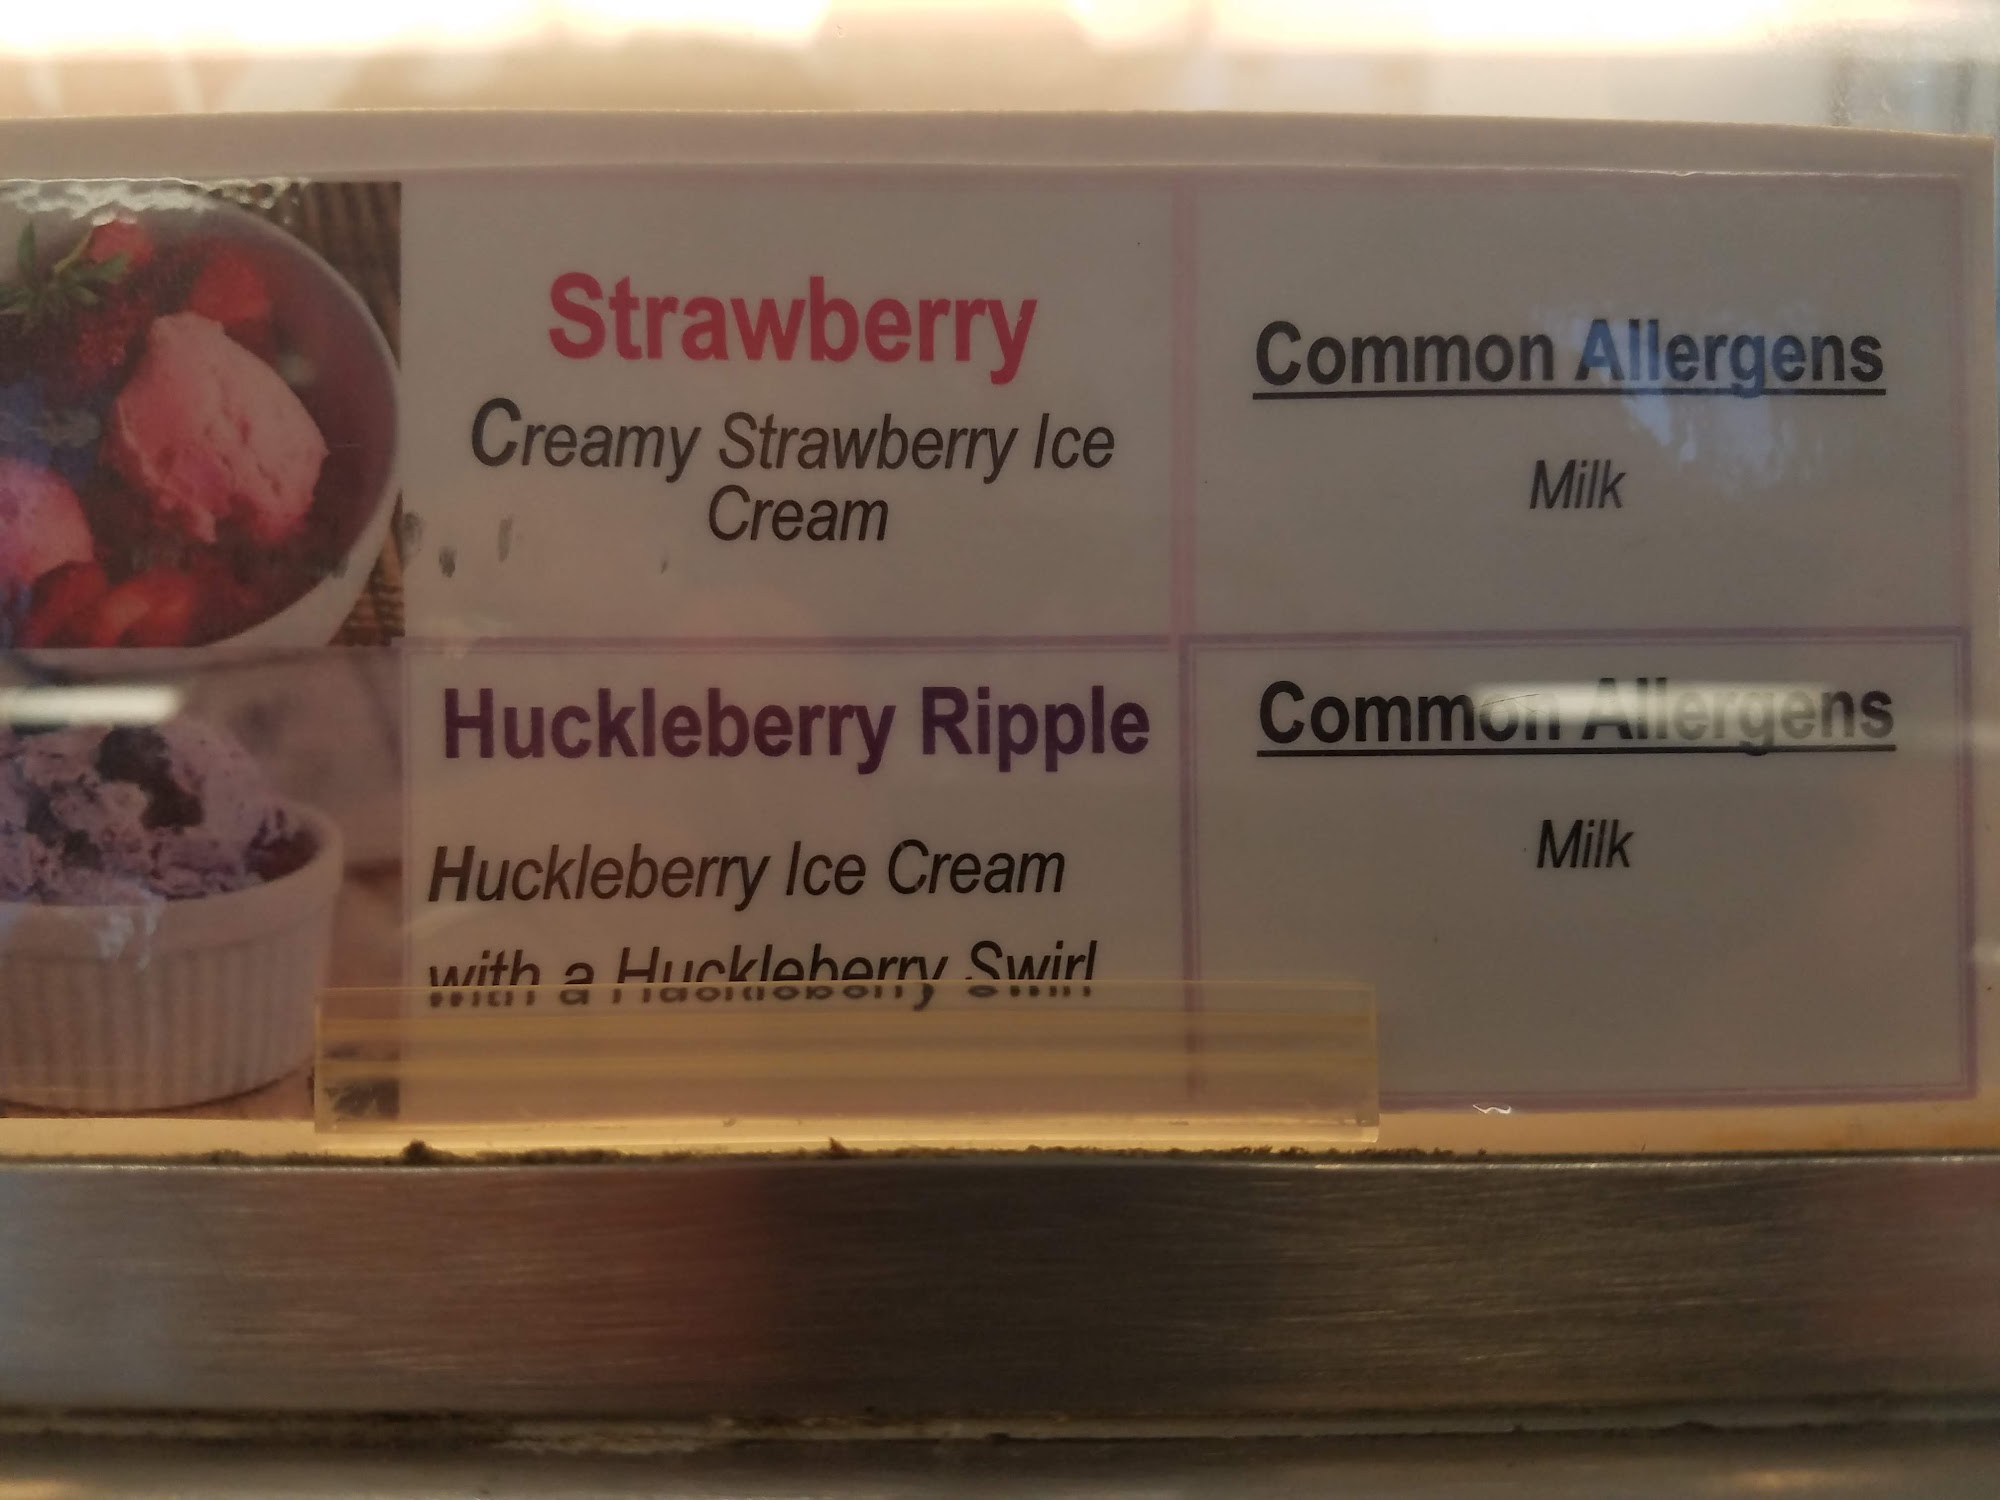 Strawberry
Creamy Strawberry Ice
Cream
Common Allergens
Milk
Huckleberry Ripple
Huckleberry Ice Cream
with a Huckleberry Swirl
Common Allergens
Milk